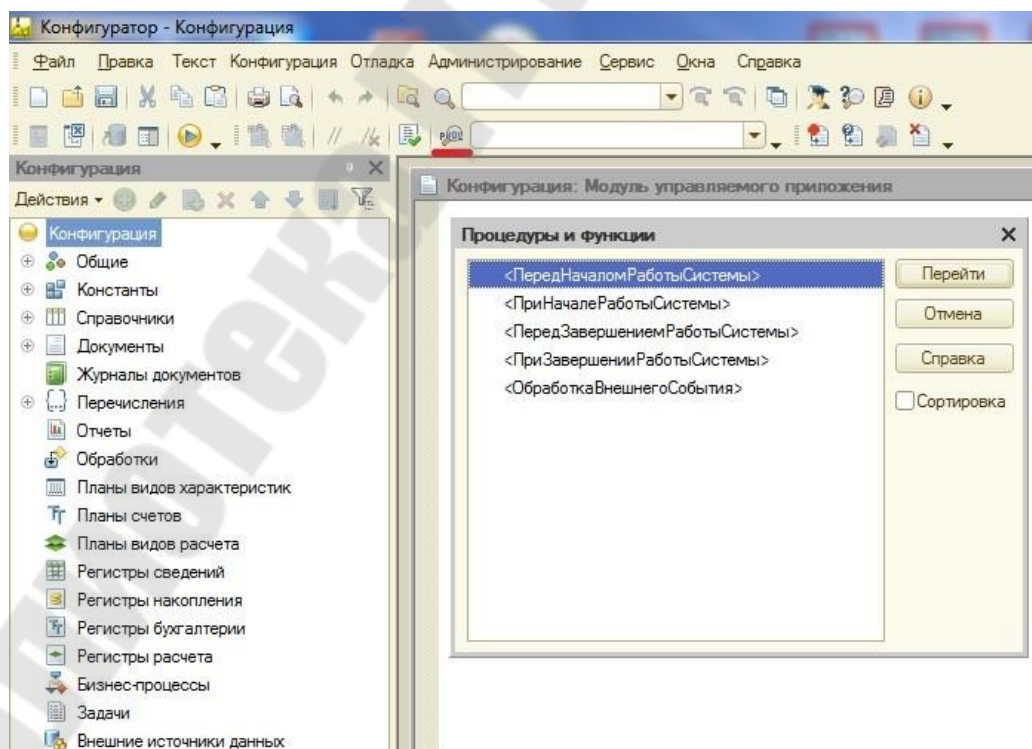 Конфигуратор - Конфигурация
Файл Правка Текст Конфигурация Отладка Администрирование Сервис Окна Справка
Конфигурация
Действия
Конфигурация: Модуль управляемого приложения
Конфигурация
Общие
Константы
Справочники
Документы
Журналы документов
Перечисления
Отчеты
Обработки
Планы видов характеристик
Планы счетов
Планы видов расчета
Регистры сведений
Регистры накопления
Регистры бухгалтерии
Регистры расчета
Бизнес-процессы
Задачи
Внешние источники данных
Процедуры и функции
<ПередНачаломРаботыСистемы>
<ПриНачалеРаботыСистемы>
<ПередЗавершениемРаботыСистемы>
<ПриЗавершенииРаботыСистемы>
<ОбработкаВнешнегоСобытия>
Перейти
Отмена
Справка
Сортировка